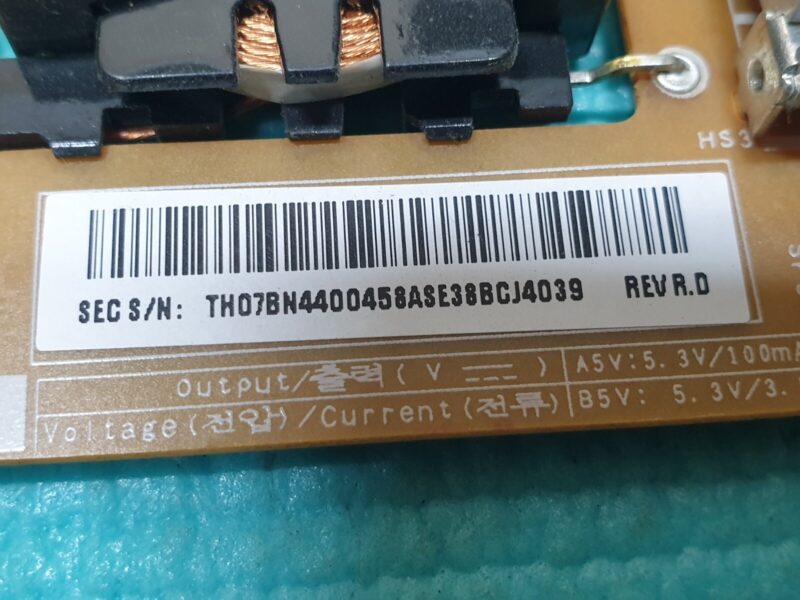 HS3
SEC S/N: TH07BN4400458ASE38BCJ4039 REV R.D
Output/출력( V ⎓ ) A5V:5.3V/100mA
Voltage(전압)/Current(전류) B5V: 5.3V/3.